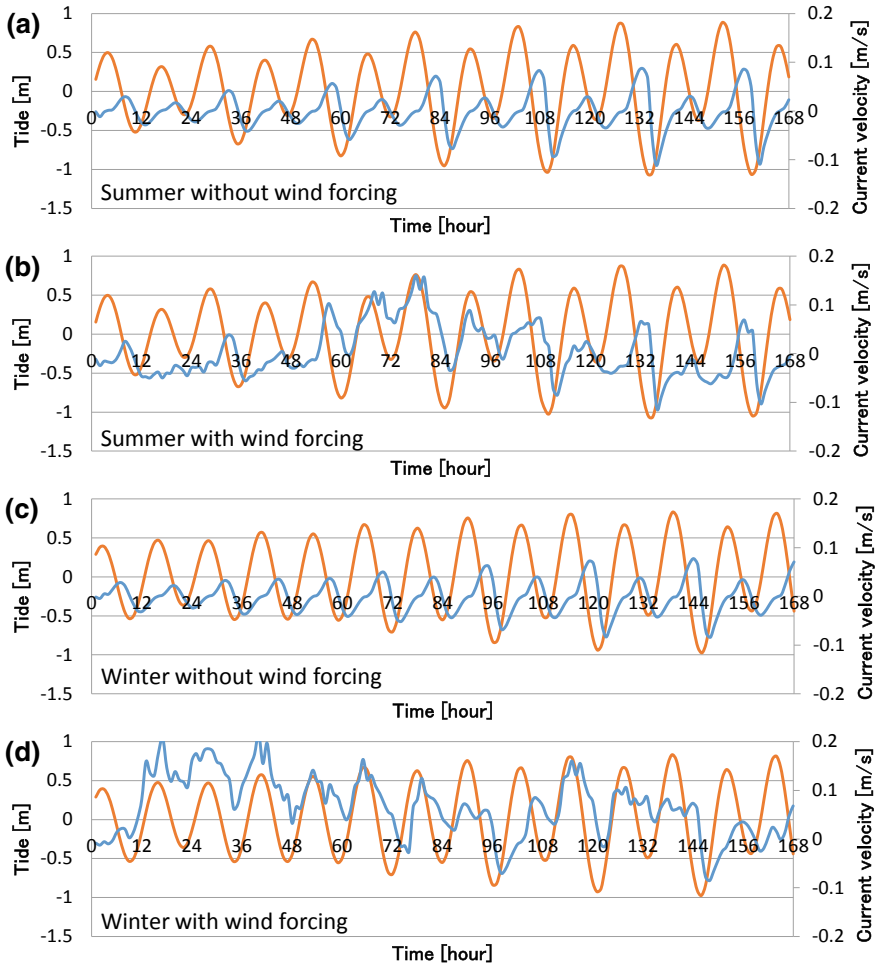 (a)
1
0.5
0
-0.5
-1
-1.5
Tide [m]
0 12 24 36 48 60 72 84 96 108 120 132 144 156 168
0.2
0.1
0
-0.1
-0.2
Current velocity [m/s]
Summer without wind forcing
Time [hour]
(b)
1
0.5
0
-0.5
-1
-1.5
Tide [m]
0 12 24 36 48 60 72 84 96 108 120 132 144 156 168
0.2
0.1
0
-0.1
-0.2
Current velocity [m/s]
Summer with wind forcing
Time [hour]
(c)
1
0.5
0
-0.5
-1
-1.5
Tide [m]
0 12 24 36 48 60 72 84 96 108 120 132 144 156 168
0.2
0.1
0
-0.1
-0.2
Current velocity [m/s]
Winter without wind forcing
Time [hour]
(d)
1
0.5
0
-0.5
-1
-1.5
Tide [m]
0 12 24 36 48 60 72 84 96 108 120 132 144 156 168
0.2
0.1
0
-0.1
-0.2
Current velocity [m/s]
Winter with wind forcing
Time [hour]